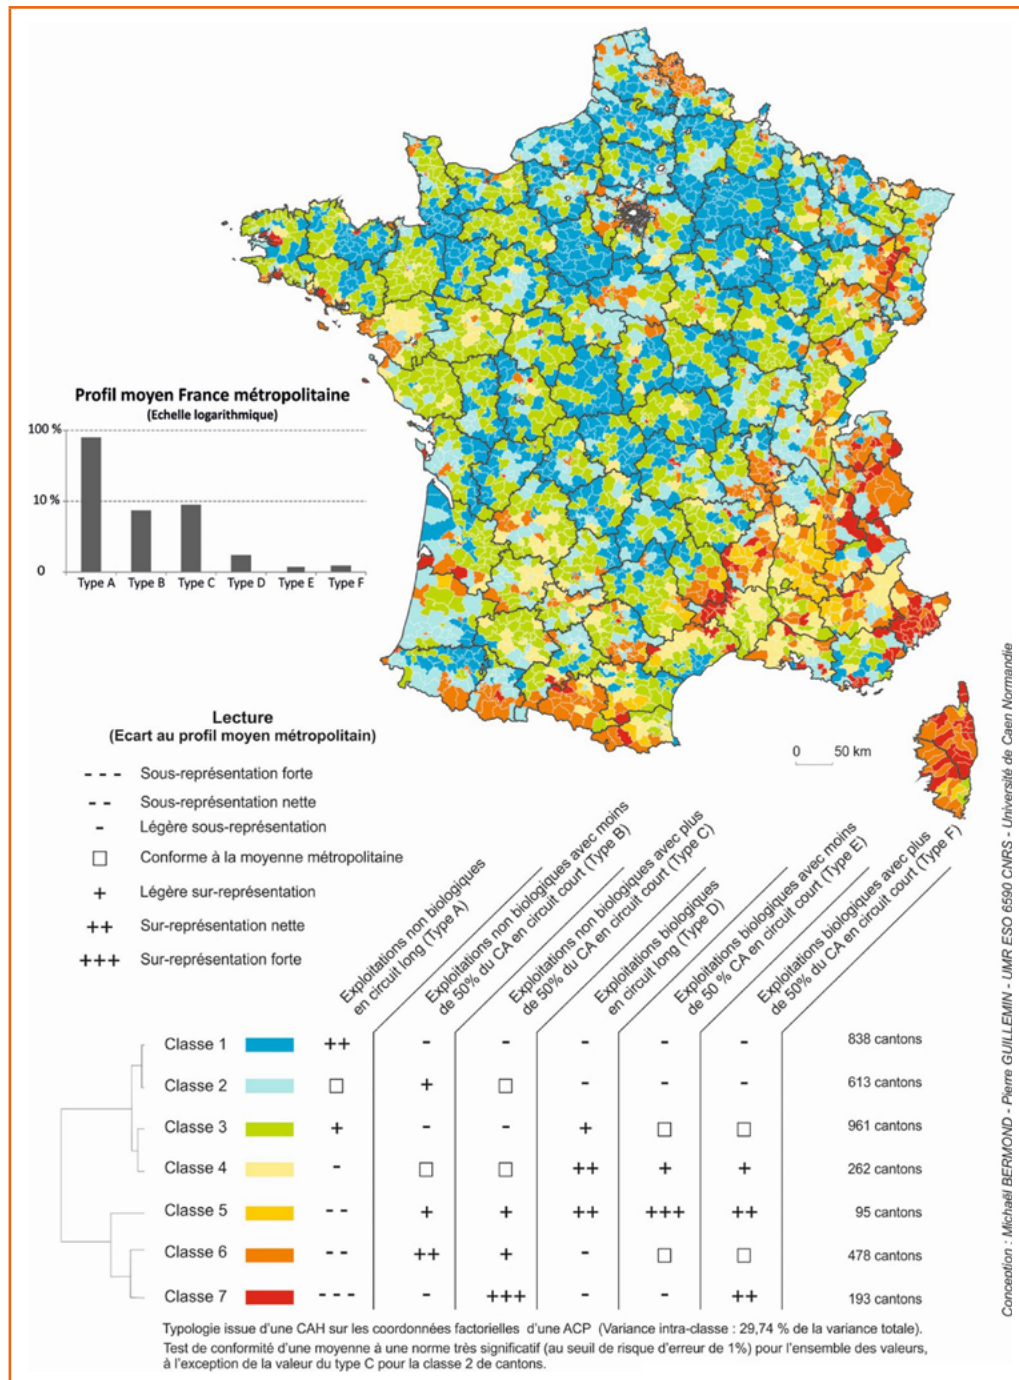 Profil moyen France métropolitaine
(Echelle logarithmique)
100 %
10 %
0
Type A Type B Type C Type D Type E Type F
Lecture
(Ecart au profil moyen métropolitain)
- - - Sous-représentation forte
- - Sous-représentation nette
- Légère sous-représentation
□ Conforme à la moyenne métropolitaine
+ Légère sur-représentation
++ Sur-représentation nette
+++ Sur-représentation forte
0 50 km
Exploitations non biologiques
en circuit long (Type A)
Exploitations non biologiques avec moins
de 50% du CA en circuit court (Type B)
Exploitations non biologiques avec plus
de 50% du CA en circuit court (Type C)
Exploitations biologiques
en circuit long (Type D)
Exploitations biologiques avec moins
de 50 % CA en circuit court (Type E)
Exploitations biologiques avec plus
de 50% du CA en circuit court (Type F)
Classe 1 ++ - - - - - 838 cantons
Classe 2 □ + □ - - - 613 cantons
Classe 3 + - - + □ □ 961 cantons
Classe 4 - □ □ ++ + + 262 cantons
Classe 5 - - + + ++ +++ ++ 95 cantons
Classe 6 - - ++ + - □ □ 478 cantons
Classe 7 - - - - +++ - - ++ 193 cantons
Typologie issue d'une CAH sur les coordonnées factorielles d'une ACP (Variance intra-classe : 29,74 % de la variance totale).
Test de conformité d'une moyenne à une norme très significatif (au seuil de risque d'erreur de 1%) pour l'ensemble des valeurs,
à l'exception de la valeur du type C pour la classe 2 de cantons.
Conception : Michaël BERMOND - Pierre GUILLEMIN - UMR ESO 6590 CNRS - Université de Caen Normandie